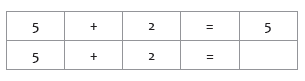 5 + 2 = 5
5 + 2 =